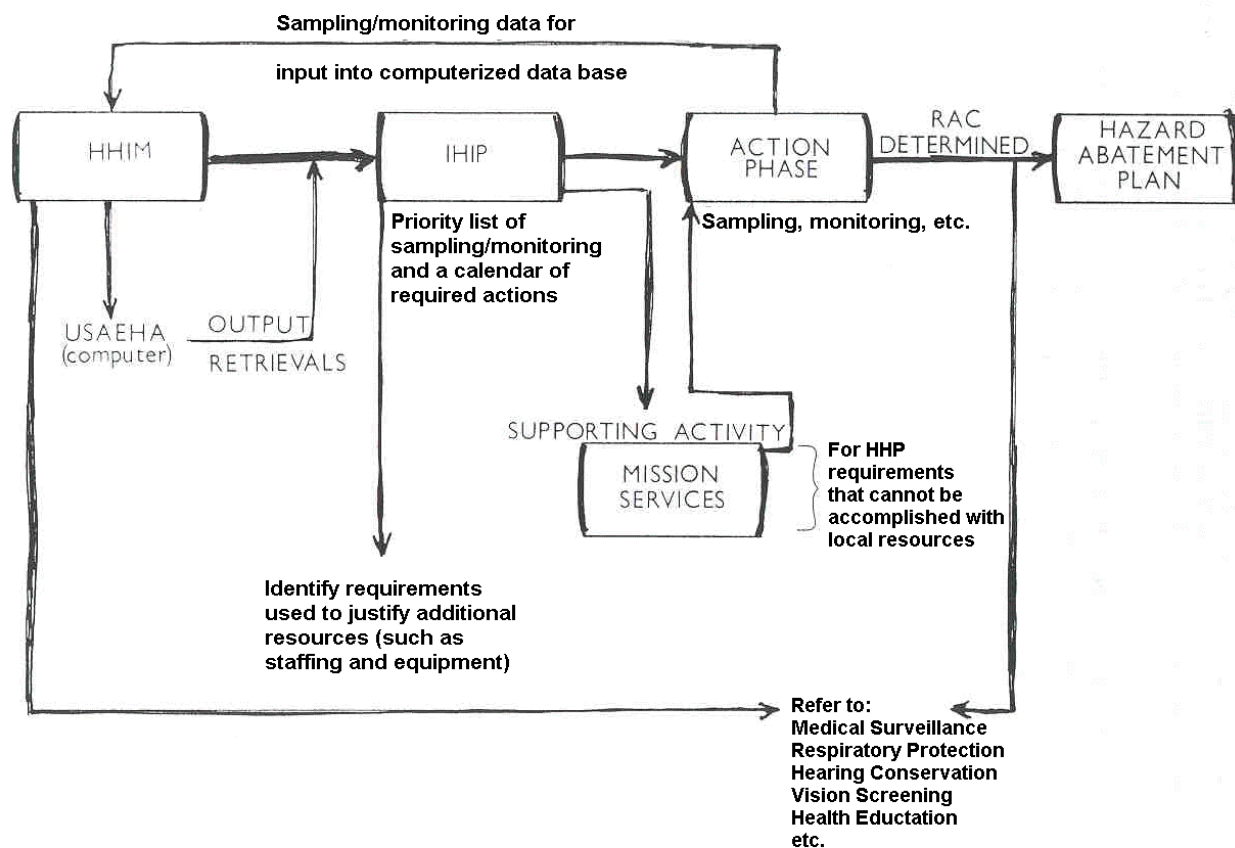 Sampling/monitoring data for
input into computerized data base
HHIM
IHIP
ACTION
PHASE
RAC
DETERMINED
HAZARD
ABATEMENT
PLAN
Priority list of
sampling/monitoring
and a calendar of
required actions
Sampling, monitoring, etc.
USAEHA
(computer)
OUTPUT
RETRIEVALS
SUPPORTING ACTIVITY
MISSION
SERVICES
For HHP
requirements
that cannot be
accomplished with
local resources
Identify requirements
used to justify additional
resources (such as
staffing and equipment)
Refer to:
Medical Surveillance
Respiratory Protection
Hearing Conservation
Vision Screening
Health Eductation
etc.